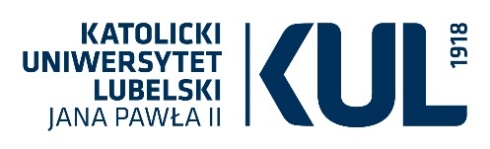 KATOLICKI
UNIWERSYTET
LUBELSKI
JANA PAWŁA II
KUL
1918